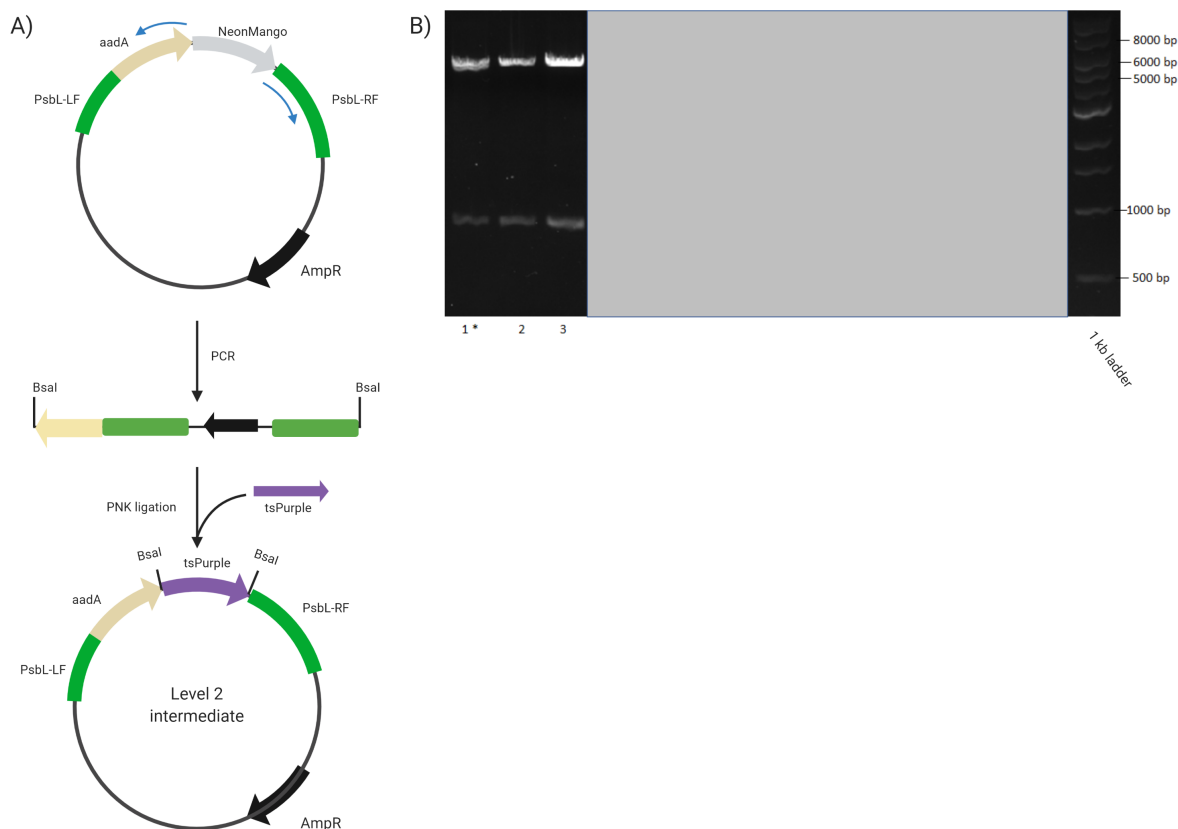 A)
aadA
NeonMango
PsbL-LF
PsbL-RF
AmpR
PCR
BsaI
BsaI
PNK ligation
tsPurple
BsaI
tsPurple
BsaI
aadA
PsbL-RF
PsbL-LF
Level 2
intermediate
AmpR
B)
8000 bp
6000 bp
5000 bp
1000 bp
500 bp
1 *
2
3
1 kb ladder